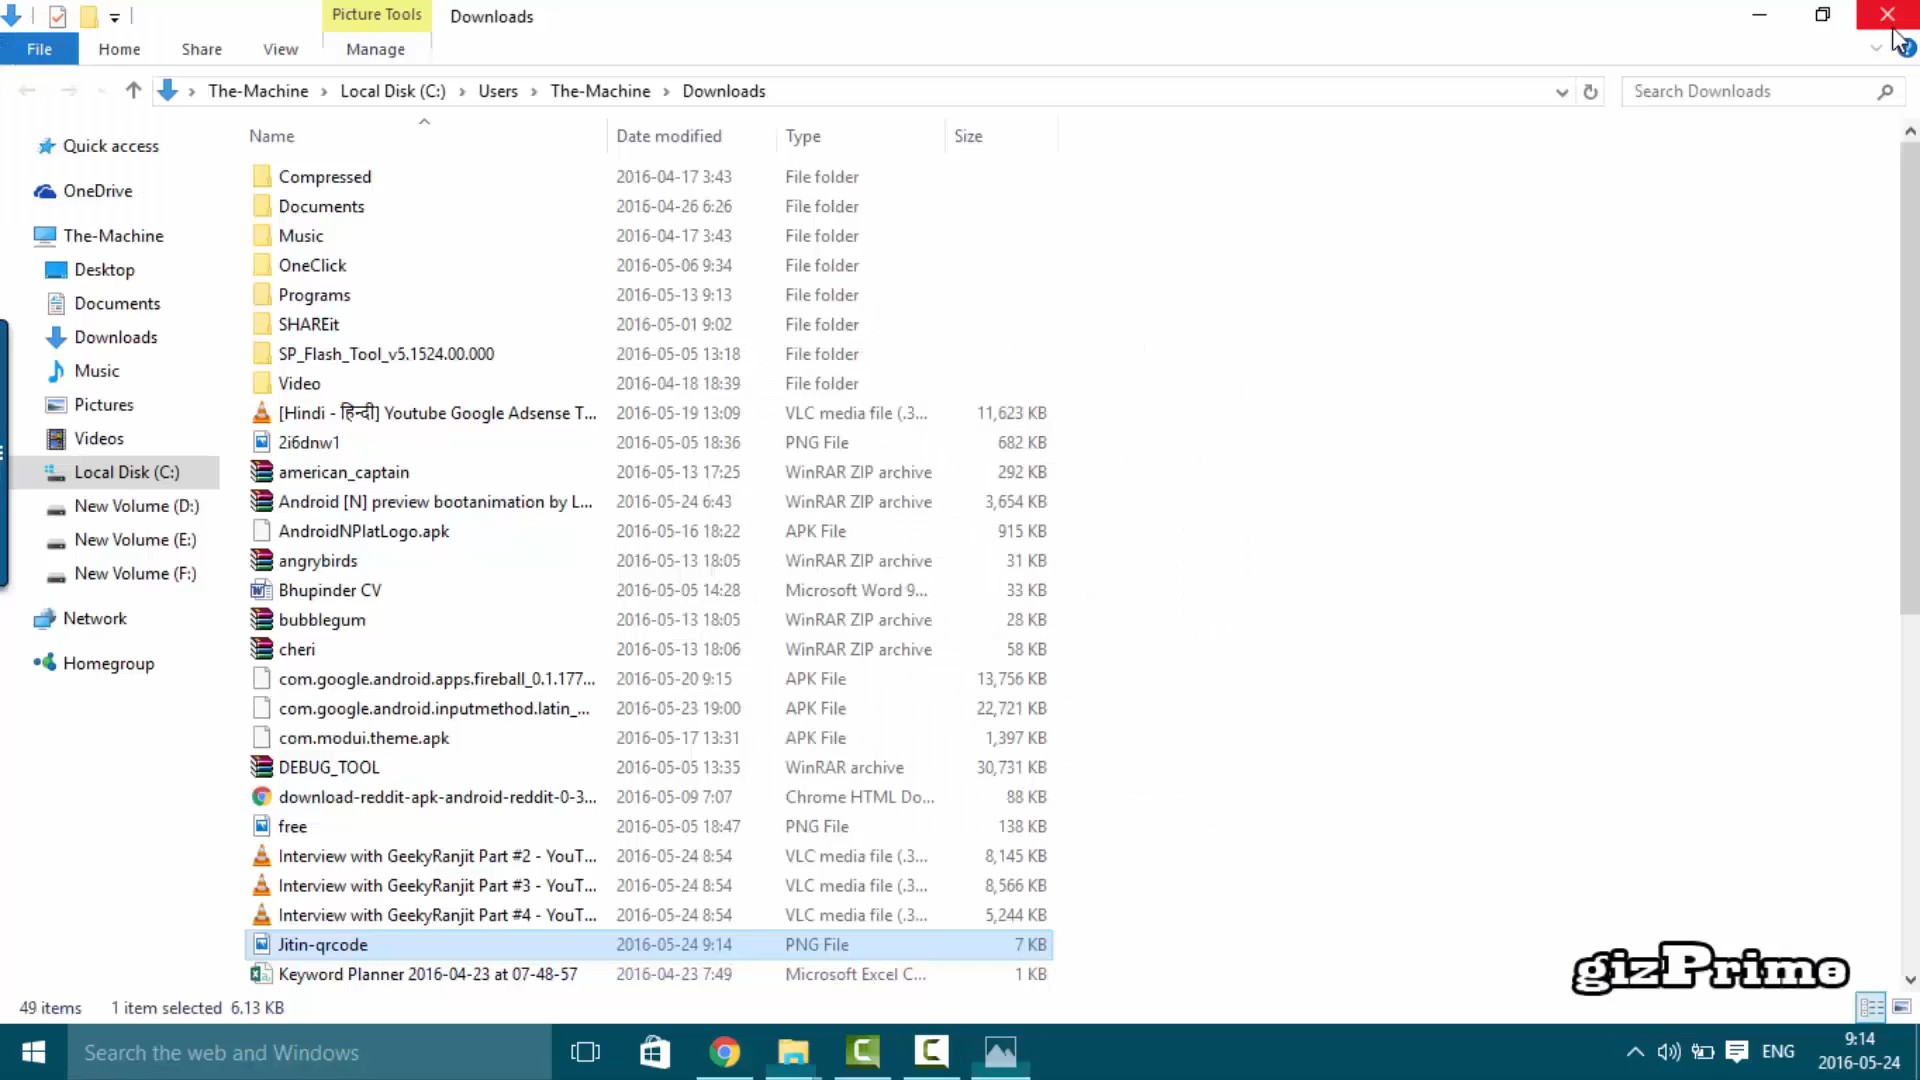 Picture Tools Downloads
File Home Share View Manage
The-Machine Local Disk (C:) Users The-Machine Downloads Search Downloads
Quick access
OneDrive
The-Machine
Desktop
Documents
Downloads
Music
Pictures
Videos
Local Disk (C:)
New Volume (D:)
New Volume (E:)
New Volume (F:)
Network
Homegroup
Name Date modified Type Size
Compressed 2016-04-17 3:43 File folder
Documents 2016-04-26 6:26 File folder
Music 2016-04-17 3:43 File folder
OneClick 2016-05-06 9:34 File folder
Programs 2016-05-13 9:13 File folder
SHAREit 2016-05-01 9:02 File folder
SP_Flash_Tool_v5.1524.00.000 2016-05-05 13:18 File folder
Video 2016-04-18 18:39 File folder
[Hindi - हिन्दी] Youtube Google Adsense T... 2016-05-19 13:09 VLC media file (.3... 11,623 KB
2i6dnw1 2016-05-05 18:36 PNG File 682 KB
american_captain 2016-05-13 17:25 WinRAR ZIP archive 292 KB
Android [N] preview bootanimation by L... 2016-05-24 6:43 WinRAR ZIP archive 3,654 KB
AndroidNPlatLogo.apk 2016-05-16 18:22 APK File 915 KB
angrybirds 2016-05-13 18:05 WinRAR ZIP archive 31 KB
Bhupinder CV 2016-05-05 14:28 Microsoft Word 9... 33 KB
bubblegum 2016-05-13 18:05 WinRAR ZIP archive 28 KB
cheri 2016-05-13 18:06 WinRAR ZIP archive 58 KB
com.google.android.apps.fireball_0.1.177... 2016-05-20 9:15 APK File 13,756 KB
com.google.android.inputmethod.latin_... 2016-05-23 19:00 APK File 22,721 KB
com.modui.theme.apk 2016-05-17 13:31 APK File 1,397 KB
DEBUG_TOOL 2016-05-05 13:35 WinRAR archive 30,731 KB
download-reddit-apk-android-reddit-0-3... 2016-05-09 7:07 Chrome HTML Do... 88 KB
free 2016-05-05 18:47 PNG File 138 KB
Interview with GeekyRanjit Part #2 - YouT... 2016-05-24 8:54 VLC media file (.3... 8,145 KB
Interview with GeekyRanjit Part #3 - YouT... 2016-05-24 8:54 VLC media file (.3... 8,566 KB
Interview with GeekyRanjit Part #4 - YouT... 2016-05-24 8:54 VLC media file (.3... 5,244 KB
Jitin-qrcode 2016-05-24 9:14 PNG File 7 KB
Keyword Planner 2016-04-23 at 07-48-57 2016-04-23 7:49 Microsoft Excel C... 1 KB
gizPrime
49 items 1 item selected 6.13 KB
Search the web and Windows
ENG
9:14
2016-05-24